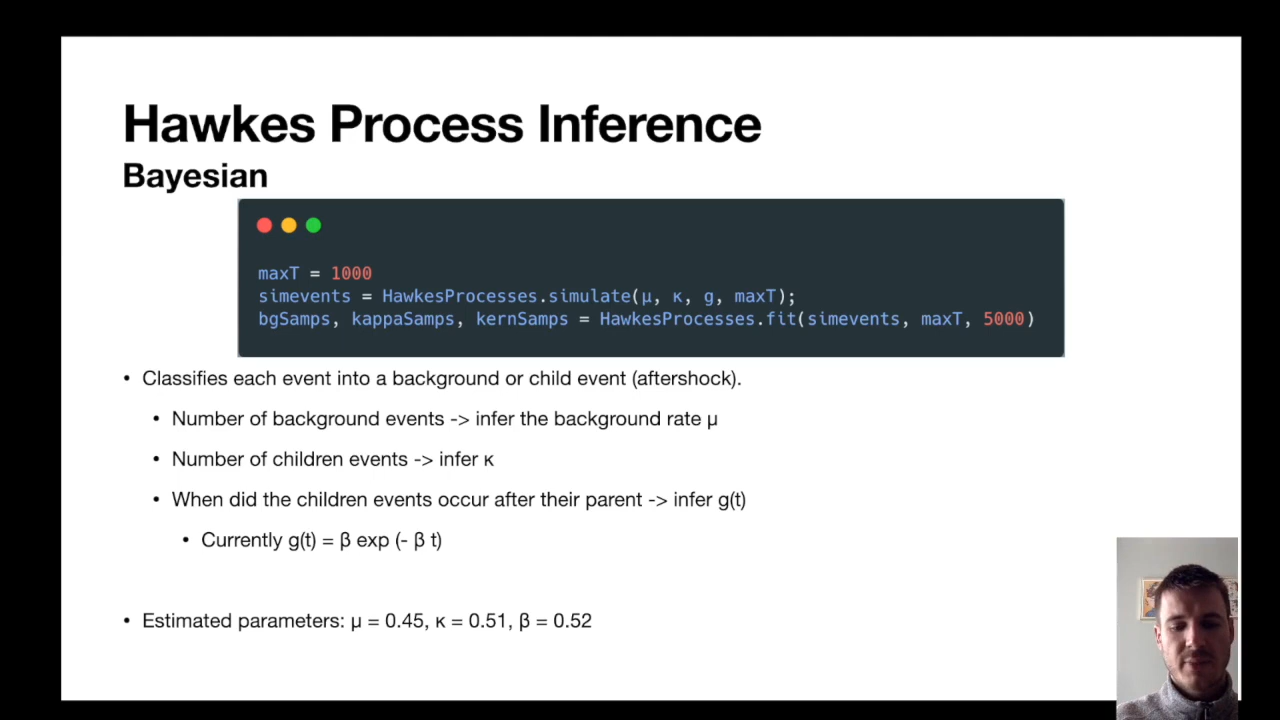 Hawkes Process Inference
Bayesian
maxT = 1000
simevents = HawkesProcesses.simulate(μ, κ, g, maxT);
bgSamps, kappaSamps, kernSamps = HawkesProcesses.fit(simevents, maxT, 5000)
• Classifies each event into a background or child event (aftershock).
• Number of background events -> infer the background rate μ
• Number of children events -> infer κ
• When did the children events occur after their parent -> infer g(t)
• Currently g(t) = β exp (- β t)
• Estimated parameters: μ = 0.45, κ = 0.51, β = 0.52